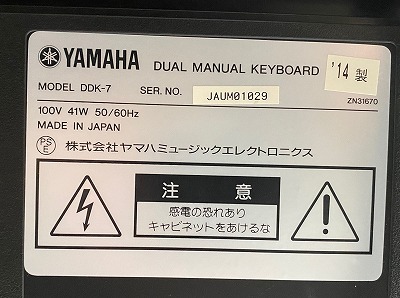 YAMAHA DUAL MANUAL KEYBOARD '14 製
MODEL DDK-7 SER. NO. JAUM01029 ZN31670
100V 41W 50/60Hz
MADE IN JAPAN
PSE 株式会社ヤマハミュージックエレクトロニクス
注意
感電の恐れあり
キャビネットをあけるな